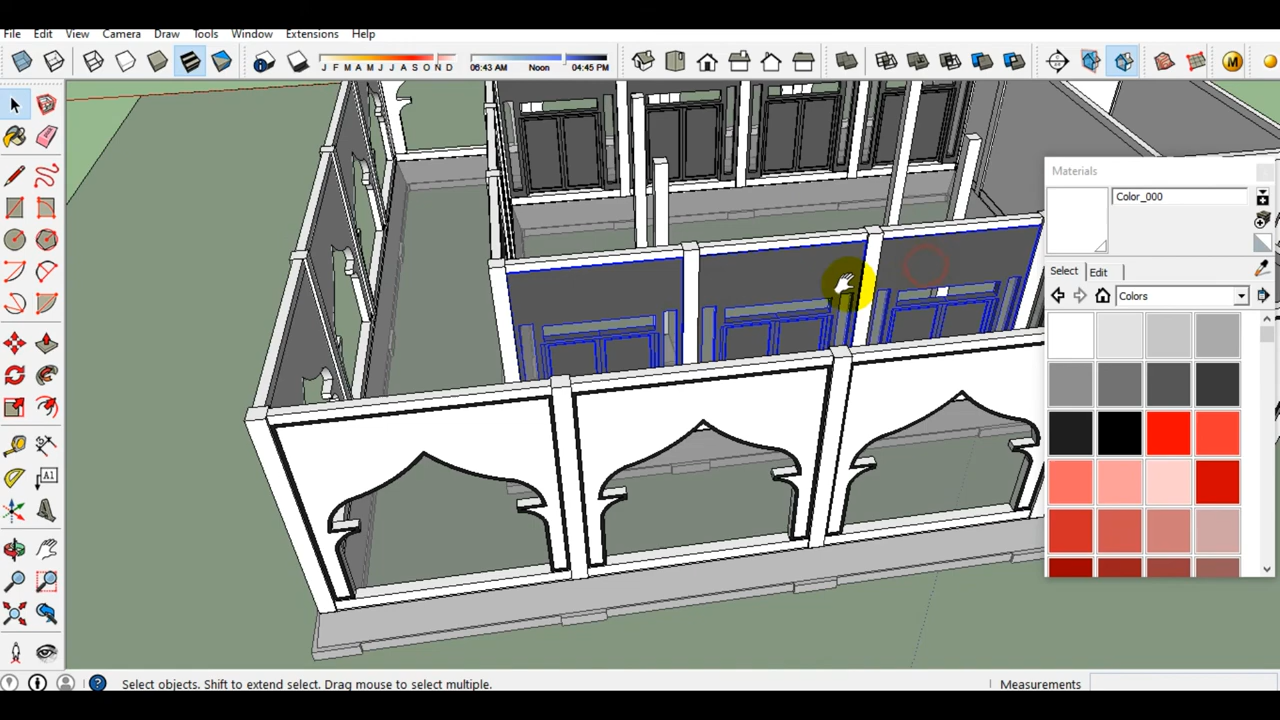 File Edit View Camera Draw Tools Window Extensions Help
J F M A M J J A S O N D
06:43 AM Noon 04:45 PM
M
Materials
Color_000
Select Edit
Colors
A1
Select objects. Shift to extend select. Drag mouse to select multiple.
Measurements